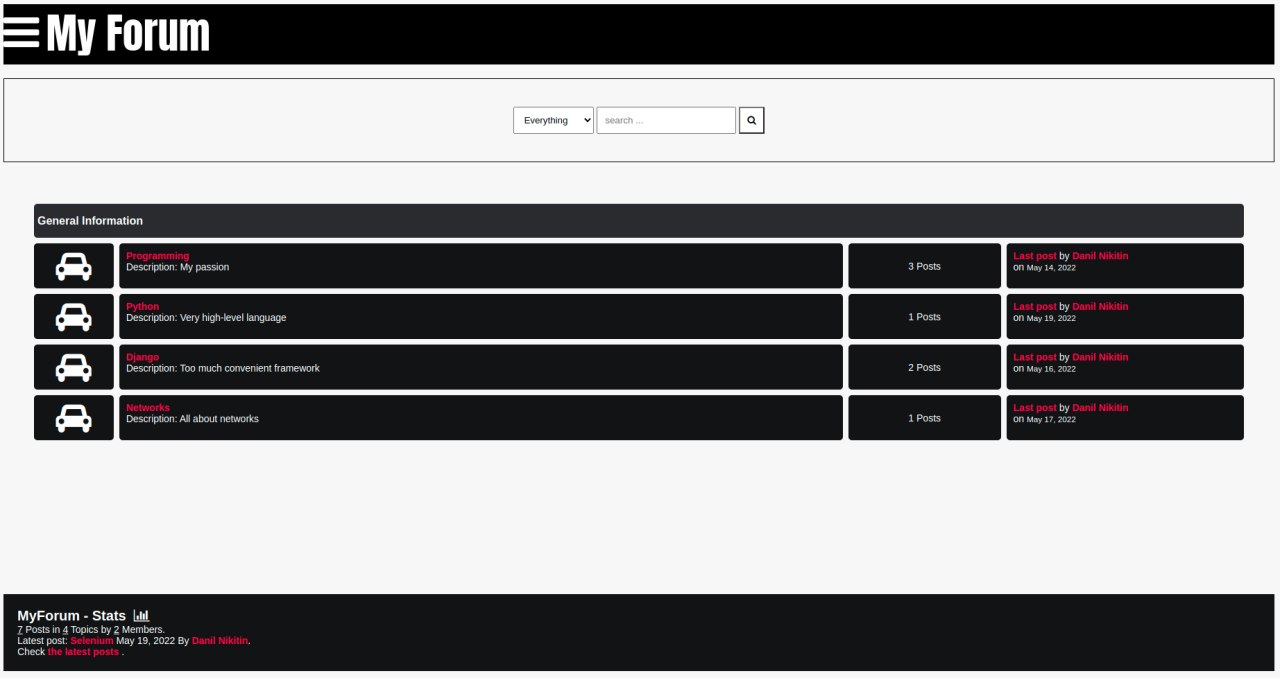 My Forum
Everything
search ...
General Information
Programming
Description: My passion
3 Posts
Last post by Danil Nikitin
on May 14, 2022
Python
Description: Very high-level language
1 Posts
Last post by Danil Nikitin
on May 19, 2022
Django
Description: Too much convenient framework
2 Posts
Last post by Danil Nikitin
on May 16, 2022
Networks
Description: All about networks
1 Posts
Last post by Danil Nikitin
on May 17, 2022
MyForum - Stats
7 Posts in 4 Topics by 2 Members.
Latest post: Selenium May 19, 2022 By Danil Nikitin.
Check the latest posts .